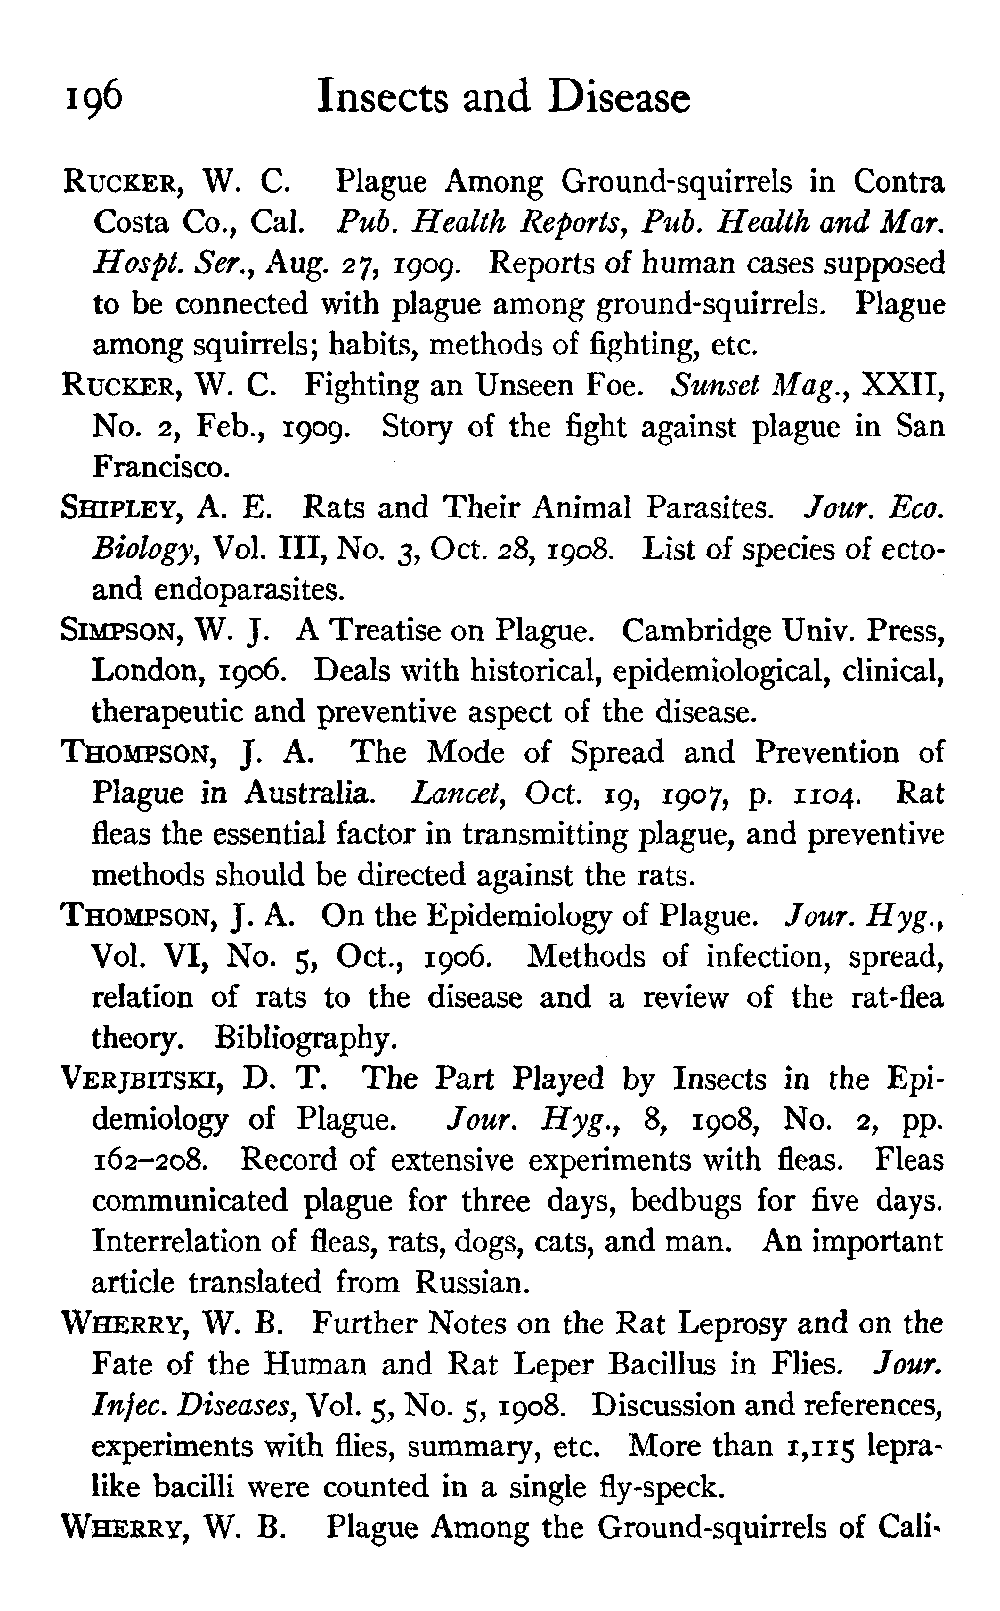 196 Insects and Disease
RUCKER, W. C. Plague Among Ground-squirrels in Contra
Costa Co., Cal. Pub. Health Reports, Pub. Health and Mar.
Hospt. Ser., Aug. 27, 1909. Reports of human cases supposed
to be connected with plague among ground-squirrels. Plague
among squirrels; habits, methods of fighting, etc.
RUCKER, W. C. Fighting an Unseen Foe. Sunset Mag., XXII,
No. 2, Feb., 1909. Story of the fight against plague in San
Francisco.
SHIPLEY, A. E. Rats and Their Animal Parasites. Jour. Eco.
Biology, Vol. III, No. 3, Oct. 28, 1908. List of species of ecto-
and endoparasites.
SIMPSON, W. J. A Treatise on Plague. Cambridge Univ. Press,
London, 1906. Deals with historical, epidemiological, clinical,
therapeutic and preventive aspect of the disease.
THOMPSON, J. A. The Mode of Spread and Prevention of
Plague in Australia. Lancet, Oct. 19, 1907, p. 1104. Rat
fleas the essential factor in transmitting plague, and preventive
methods should be directed against the rats.
THOMPSON, J. A. On the Epidemiology of Plague. Jour. Hyg.,
Vol. VI, No. 5, Oct., 1906. Methods of infection, spread,
relation of rats to the disease and a review of the rat-flea
theory. Bibliography.
VERJBITSKI, D. T. The Part Played by Insects in the Epi-
demiology of Plague. Jour. Hyg., 8, 1908, No. 2, pp.
162–208. Record of extensive experiments with fleas. Fleas
communicated plague for three days, bedbugs for five days.
Interrelation of fleas, rats, dogs, cats, and man. An important
article translated from Russian.
WHERRY, W. B. Further Notes on the Rat Leprosy and on the
Fate of the Human and Rat Leper Bacillus in Flies. Jour.
Injec. Diseases, Vol. 5, No. 5, 1908. Discussion and references,
experiments with flies, summary, etc. More than 1,115 lepra-
like bacilli were counted in a single fly-speck.
WHERRY, W. B. Plague Among the Ground-squirrels of Cali-